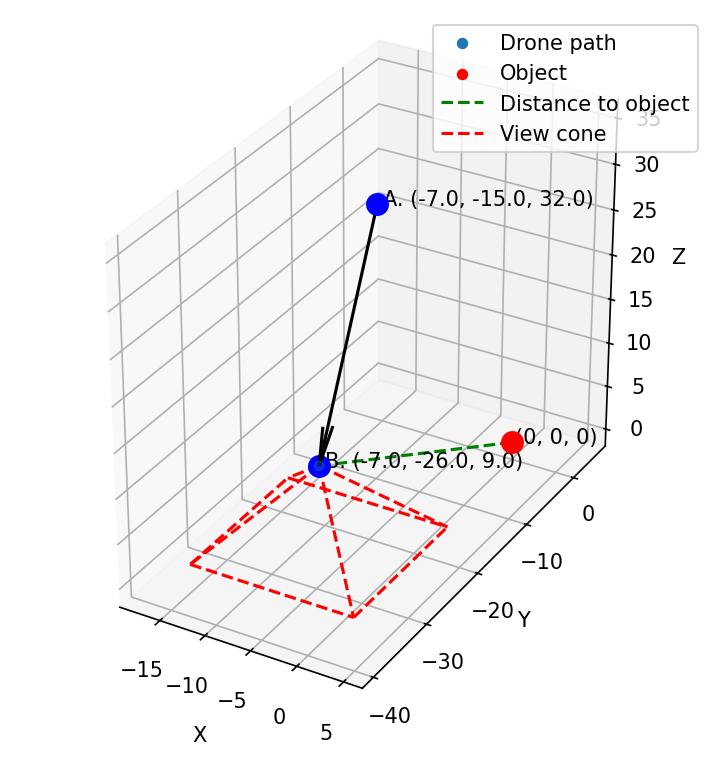 Drone path
Object
Distance to object
View cone
35
30
25
20
15
10
5
0
Z
A. (-7.0, -15.0, 32.0)
(0, 0, 0)
B. (-7.0, -26.0, 9.0)
0
−10
−20
−30
−40
Y
−15
−10
−5
0
5
X